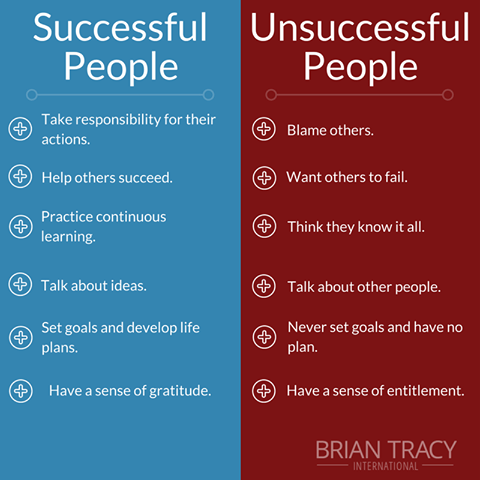 Successful
People
Take responsibility for their
actions.
Help others succeed.
Practice continuous
learning.
Talk about ideas.
Set goals and develop life
plans.
Have a sense of gratitude.
Unsuccessful
People
Blame others.
Want others to fail.
Think they know it all.
Talk about other people.
Never set goals and have no
plan.
Have a sense of entitlement.
BRIAN TRACY
INTERNATIONAL